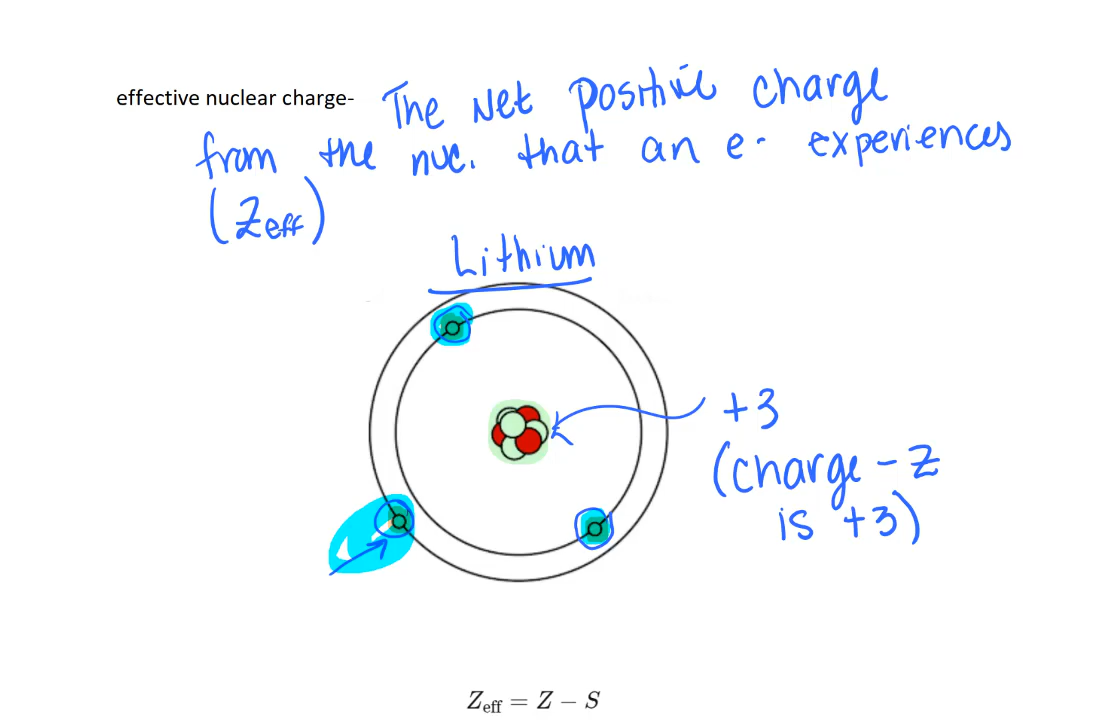 effective nuclear charge- The Net positive charge
from the nuc. that an e- experiences
(Zeff)
Lithium
+3
(charge - Z
is +3)
Zeff = Z − S